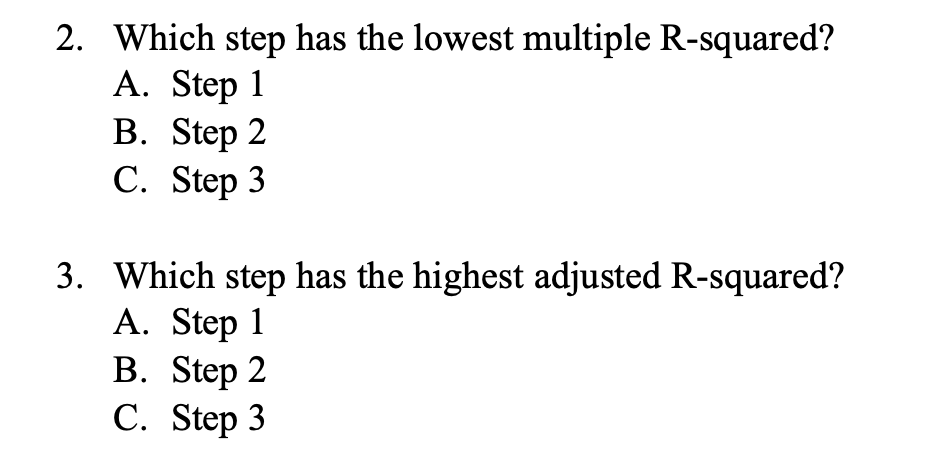 2. Which step has the lowest multiple R-squared?
A. Step 1
B. Step 2
C. Step 3
3. Which step has the highest adjusted R-squared?
A. Step 1
B. Step 2
C. Step 3